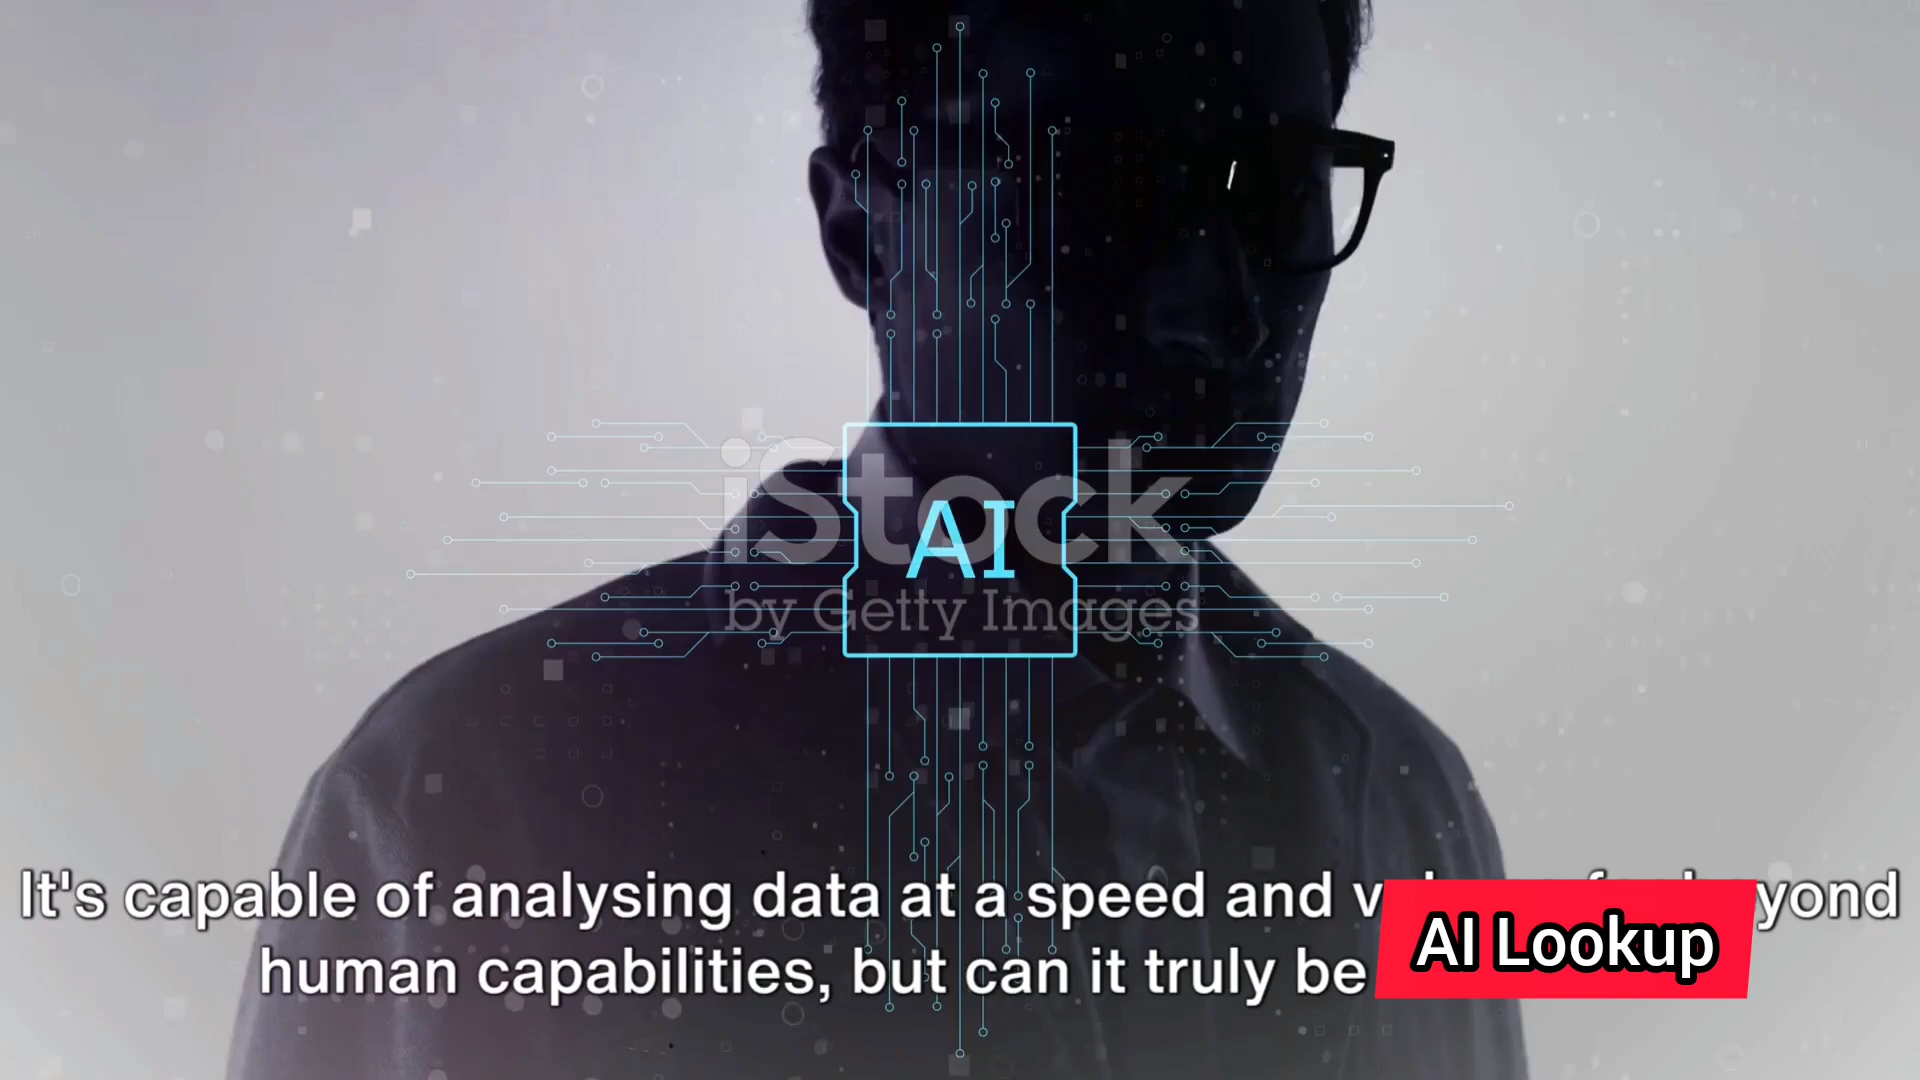 iStock
AI
by Getty Images
It's capable of analysing data at a speed and yond
human capabilities, but can it truly be
AI Lookup